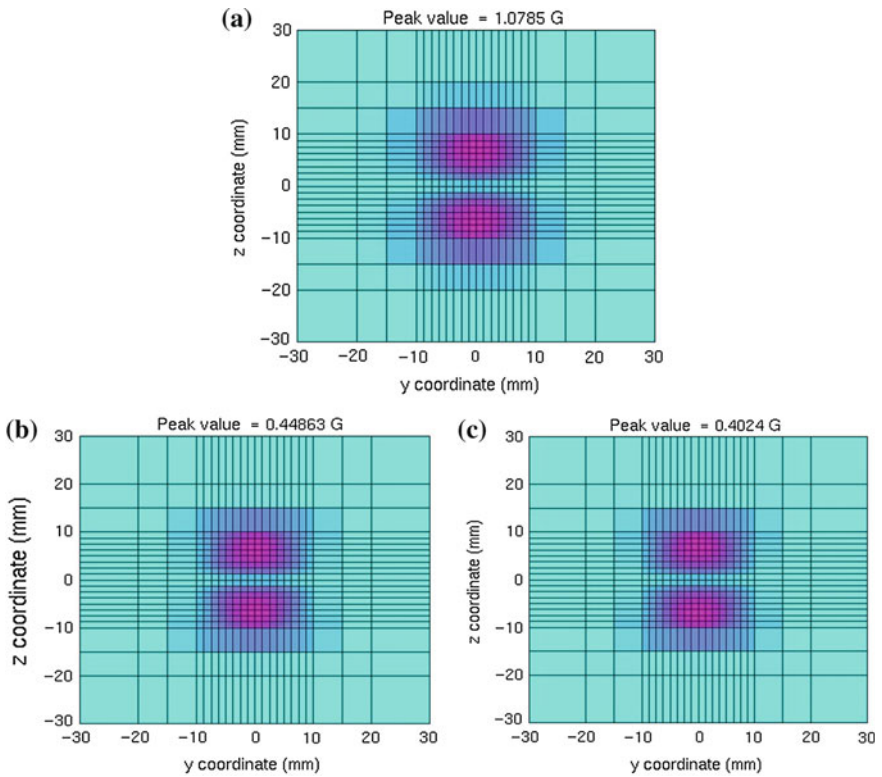 (a)
Peak value = 1.0785 G
30
20
10
0
−10
−20
−30
z coordinate (mm)
−30 −20 −10 0 10 20 30
y coordinate (mm)
(b)
Peak value = 0.44863 G
30
20
10
0
−10
−20
−30
z coordinate (mm)
−30 −20 −10 0 10 20 30
y coordinate (mm)
(c)
Peak value = 0.4024 G
30
20
10
0
−10
−20
−30
z coordinate (mm)
−30 −20 −10 0 10 20 30
y coordinate (mm)